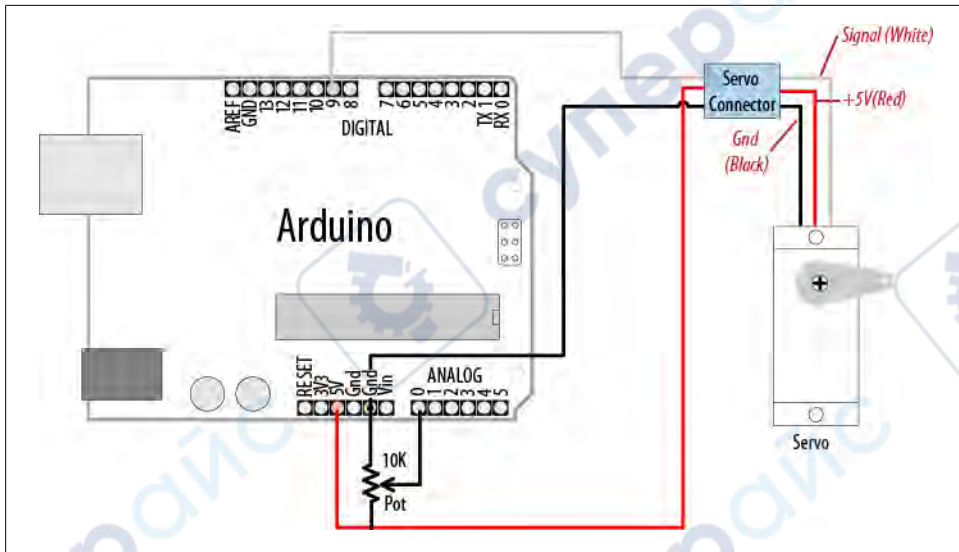 Signal (White)
Servo
Connector
+5V(Red)
Gnd
(Black)
AREF
GND
13
12
11
10
9
8
7
6
5
4
3
2
TX 1
RX 0
DIGITAL
Arduino
RESET
3V3
5V
Gnd
Gnd
Vin
ANALOG
0
1
2
3
4
5
10K
Pot
Servo
супер
райс